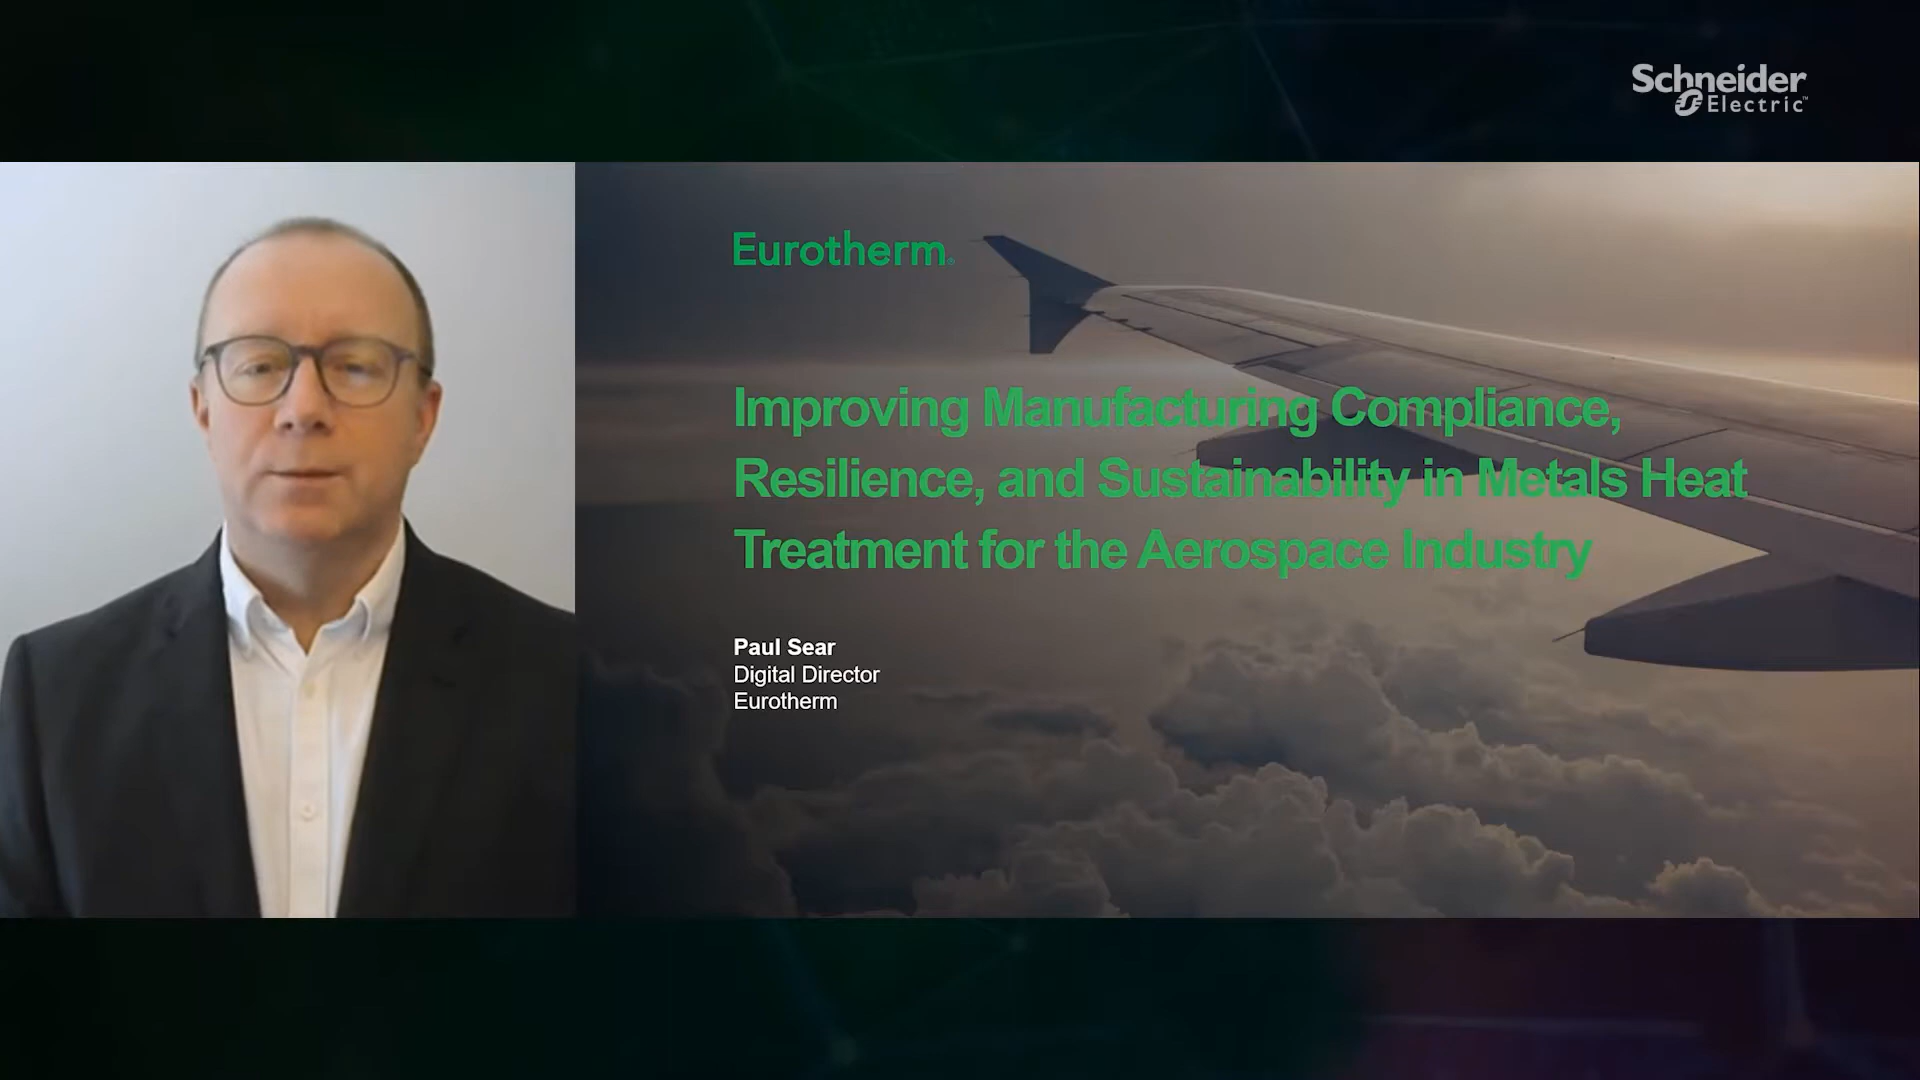 Schneider
Electric™
Eurotherm®
Improving Manufacturing Compliance,
Resilience, and Sustainability in Metals Heat
Treatment for the Aerospace Industry
Paul Sear
Digital Director
Eurotherm